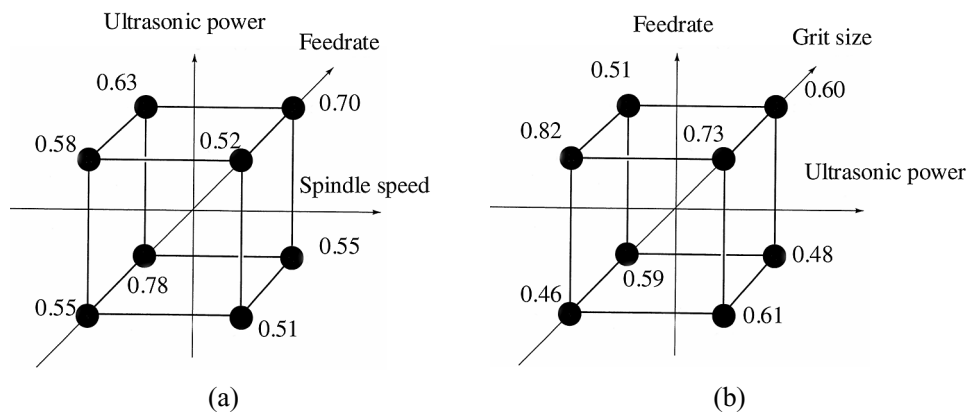 Ultrasonic power
Feedrate
0.63
0.70
0.58
0.52
Spindle speed
0.55
0.78
0.55
0.51
(a)
Feedrate
Grit size
0.51
0.60
0.82
0.73
Ultrasonic power
0.48
0.59
0.46
0.61
(b)